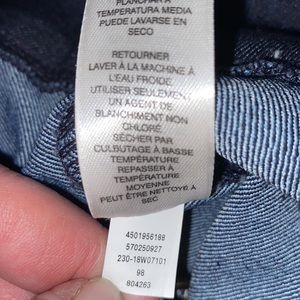 PLANCHAR A
TEMPERATURA MEDIA
PUEDE LAVARSE EN
SECO
RETOURNER
LAVER À LA MACHINE À
L'EAU FROIDE
UTILISER SEULEMENT
UN AGENT DE
BLANCHIMENT NON
CHLORÉ
SÉCHER PAR
CULBUTAGE À BASSE
TEMPÉRATURE
REPASSER À
TEMPÉRATURE
MOYENNE
PEUT ÊTRE NETTOYÉ À
SEC
4501956188
570250927
230-18W07101
98
804263